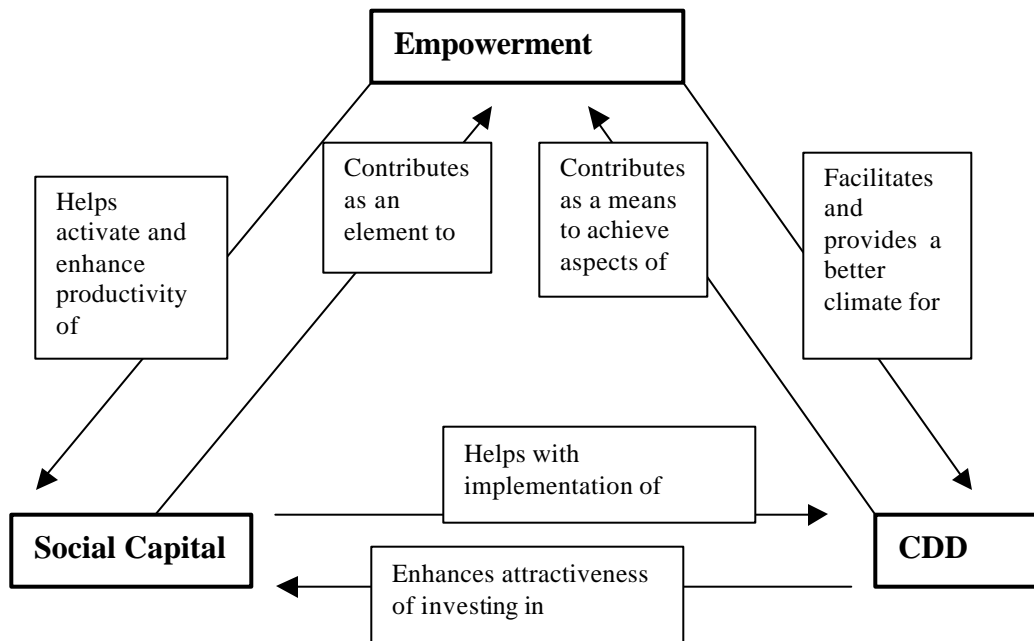 Empowerment
Contributes
as an
element to
Contributes
as a means
to achieve
aspects of
Helps
activate and
enhance
productivity
of
Facilitates
and
provides a
better
climate for
Helps with
implementation of
Social Capital
CDD
Enhances attractiveness
of investing in